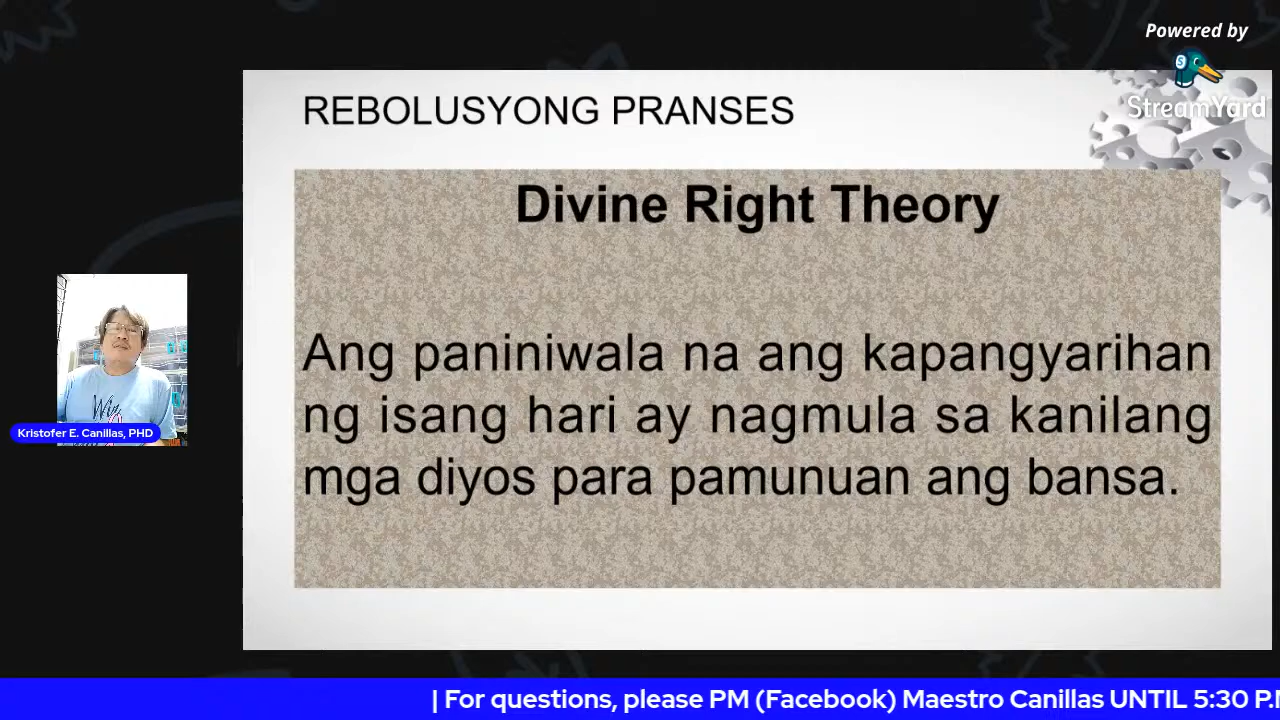 Powered by
StreamYard
REBOLUSYONG PRANSES
Divine Right Theory
Ang paniniwala na ang kapangyarihan
ng isang hari ay nagmula sa kanilang
mga diyos para pamunuan ang bansa.
Kristofer E. Canillas, PHD
| For questions, please PM (Facebook) Maestro Canillas UNTIL 5:30 P.M